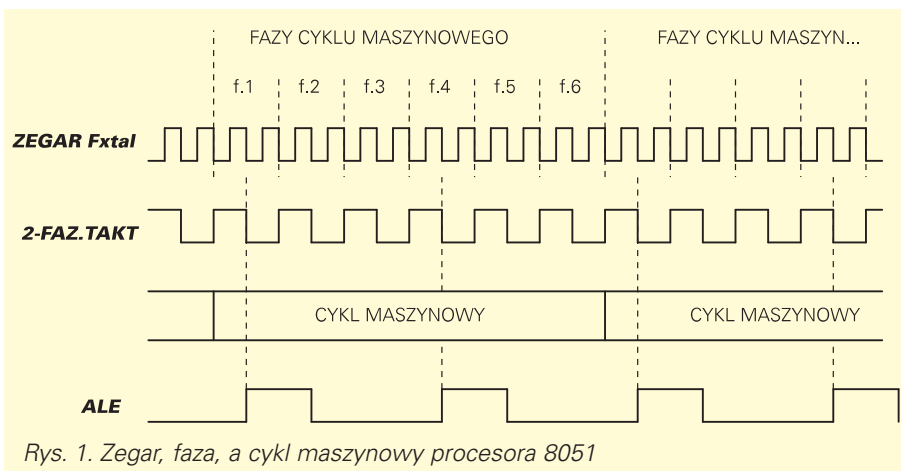 FAZY CYKLU MASZYNOWEGO
FAZY CYKLU MASZYN...
f.1 f.2 f.3 f.4 f.5 f.6
ZEGAR Fxtal
2-FAZ.TAKT
CYKL MASZYNOWY
CYKL MASZYNOWY
ALE
Rys. 1. Zegar, faza, a cykl maszynowy procesora 8051